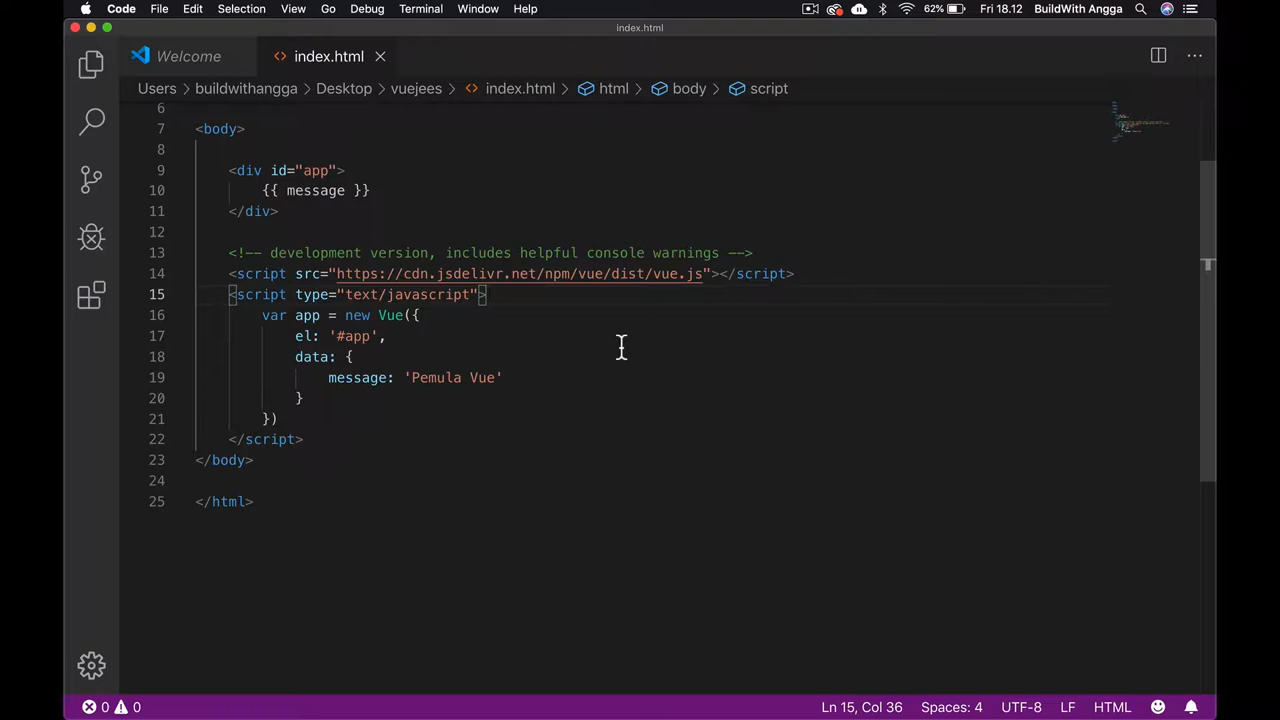 Code File Edit Selection View Go Debug Terminal Window Help 62% Fri 18.12 BuildWith Angga
index.html
Welcome index.html
Users > buildwithangga > Desktop > vuejees > index.html > html > body > script
6
7 <body>
8
9 <div id="app">
10 {{ message }}
11 </div>
12
13 <!-- development version, includes helpful console warnings -->
14 <script src="https://cdn.jsdelivr.net/npm/vue/dist/vue.js"></script>
15 <script type="text/javascript">
16 var app = new Vue({
17 el: '#app',
18 data: {
19 message: 'Pemula Vue'
20 }
21 })
22 </script>
23 </body>
24
25 </html>
0 0 Ln 15, Col 36 Spaces: 4 UTF-8 LF HTML